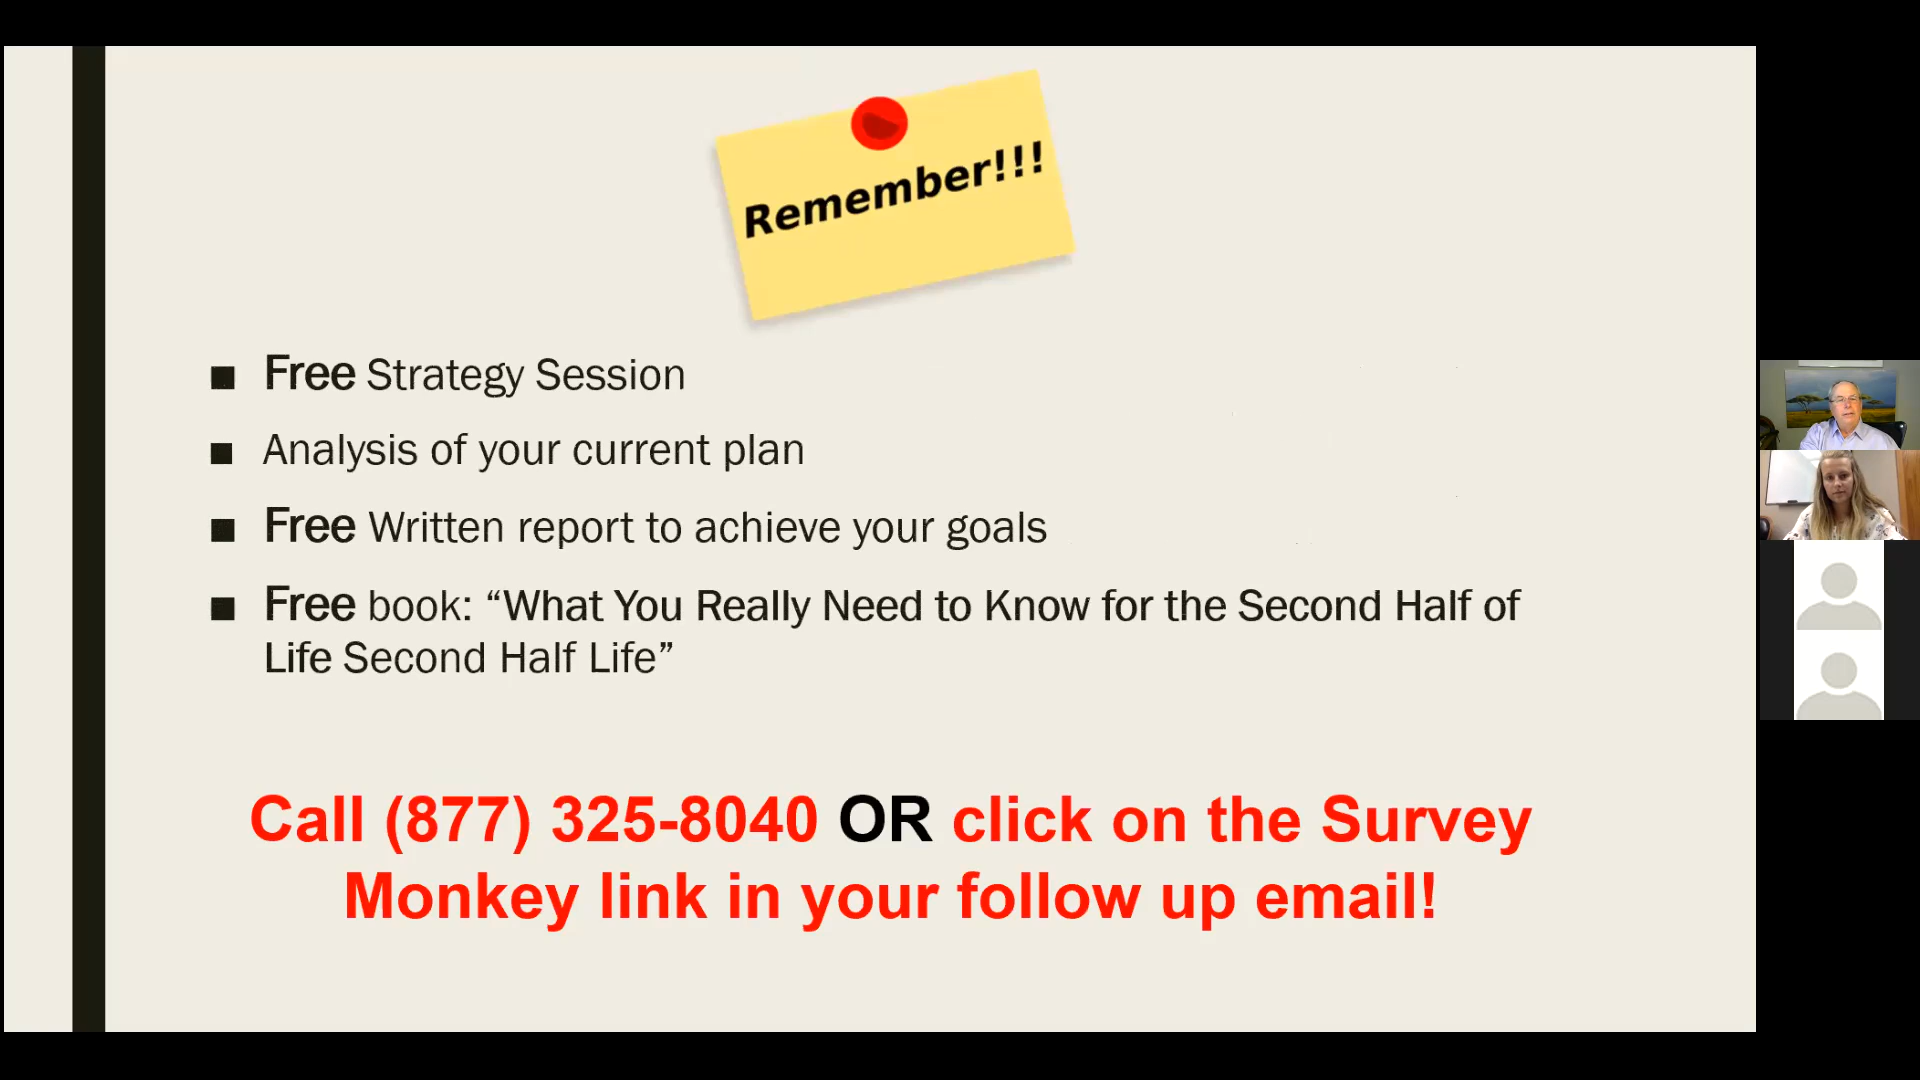 Remember!!!
■ Free Strategy Session
■ Analysis of your current plan
■ Free Written report to achieve your goals
■ Free book: “What You Really Need to Know for the Second Half of
Life Second Half Life”
Call (877) 325-8040 OR click on the Survey
Monkey link in your follow up email!